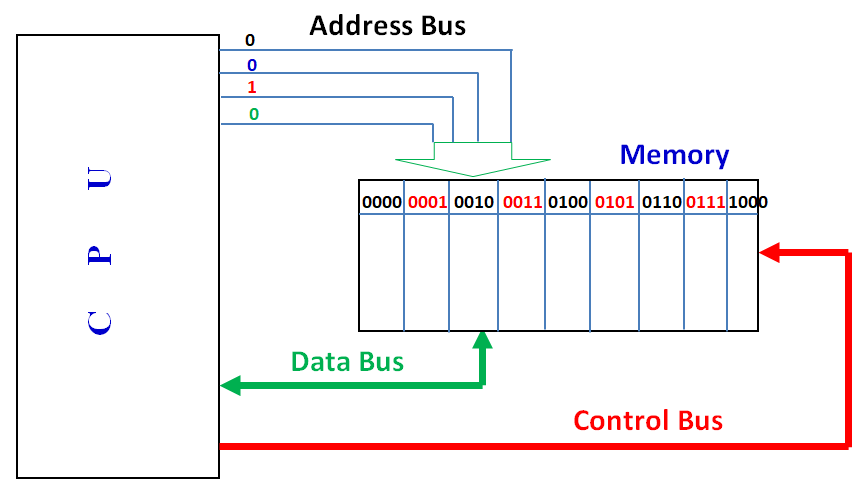 Address Bus
0
0
1
0
Memory
0000 0001 0010 0011 0100 0101 0110 0111 1000
C P U
Data Bus
Control Bus